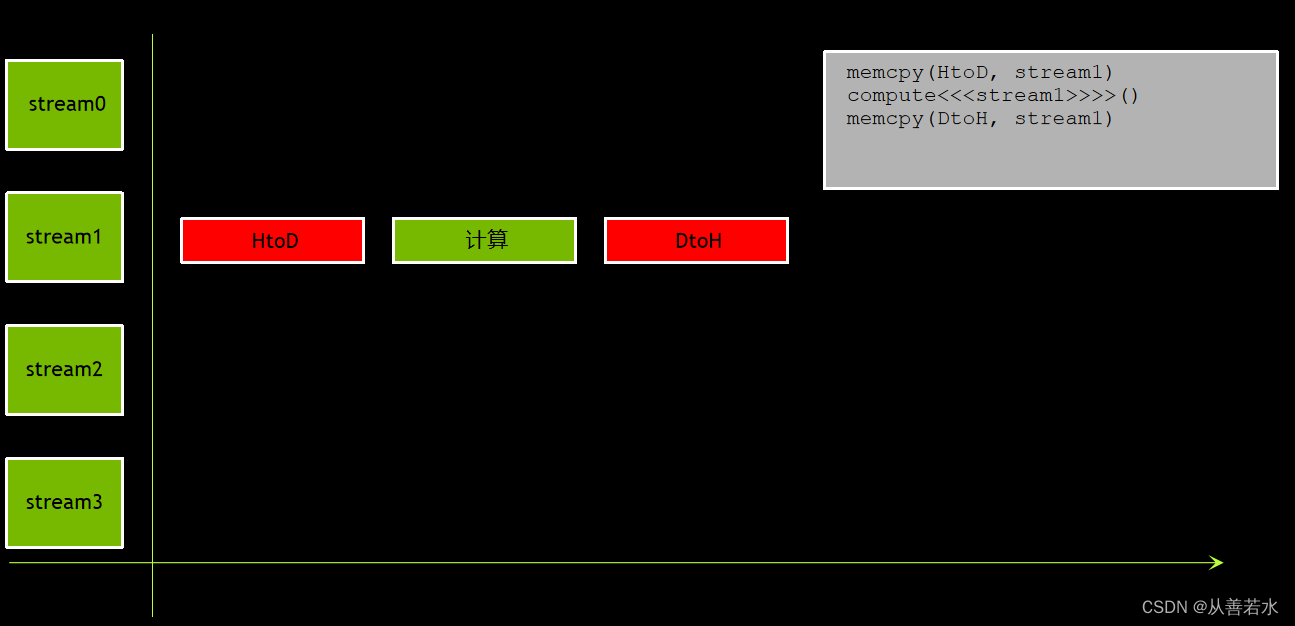 stream0
memcpy(HtoD, stream1)
compute<<<stream1>>>>()
memcpy(DtoH, stream1)
stream1
HtoD
计算
DtoH
stream2
stream3
CSDN @从善若水